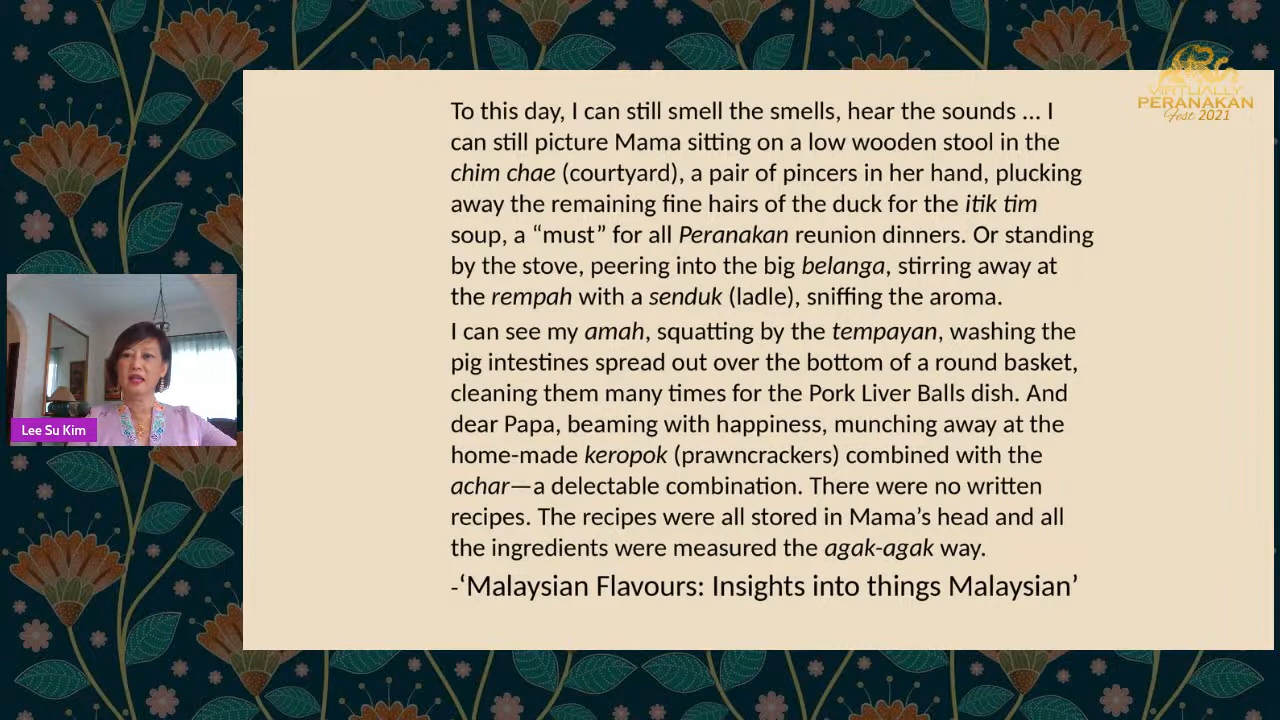 VIRTUALLY
PERANAKAN
Fest 2021
To this day, I can still smell the smells, hear the sounds ... I
can still picture Mama sitting on a low wooden stool in the
chim chae (courtyard), a pair of pincers in her hand, plucking
away the remaining fine hairs of the duck for the itik tim
soup, a “must” for all Peranakan reunion dinners. Or standing
by the stove, peering into the big belanga, stirring away at
the rempah with a senduk (ladle), sniffing the aroma.
I can see my amah, squatting by the tempayan, washing the
pig intestines spread out over the bottom of a round basket,
cleaning them many times for the Pork Liver Balls dish. And
dear Papa, beaming with happiness, munching away at the
home-made keropok (prawncrackers) combined with the
achar—a delectable combination. There were no written
recipes. The recipes were all stored in Mama’s head and all
the ingredients were measured the agak-agak way.
-‘Malaysian Flavours: Insights into things Malaysian’
Lee Su Kim